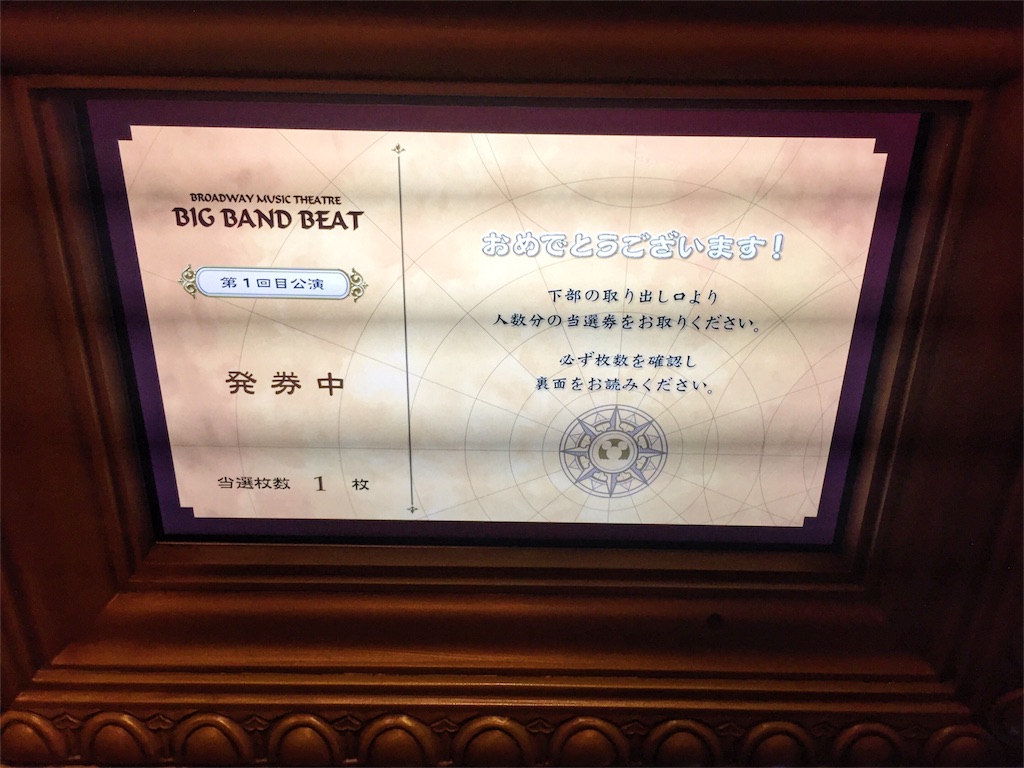 BROADWAY MUSIC THEATRE
BIG BAND BEAT
第1回目公演
発券中
当選枚数 1 枚
おめでとうございます!
下部の取り出し口より
人数分の当選券をお取りください。
必ず枚数を確認し
裏面をお読みください。